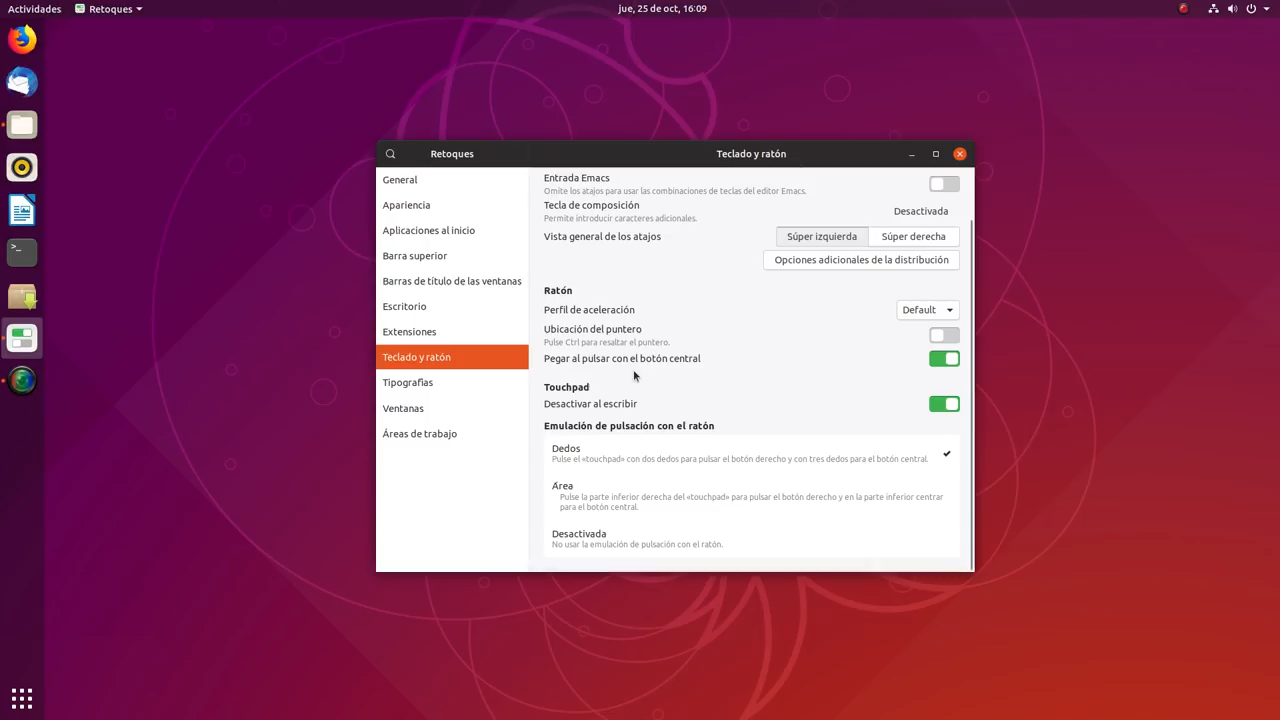 Actividades
Retoques
jue, 25 de oct, 16:09
Retoques
Teclado y ratón
General
Apariencia
Aplicaciones al inicio
Barra superior
Barras de título de las ventanas
Escritorio
Extensiones
Teclado y ratón
Tipografías
Ventanas
Áreas de trabajo
Entrada Emacs
Omite los atajos para usar las combinaciones de teclas del editor Emacs.
Tecla de composición
Permite introducir caracteres adicionales.
Desactivada
Vista general de los atajos
Súper izquierda
Súper derecha
Opciones adicionales de la distribución
Ratón
Perfil de aceleración
Default
Ubicación del puntero
Pulse Ctrl para resaltar el puntero.
Pegar al pulsar con el botón central
Touchpad
Desactivar al escribir
Emulación de pulsación con el ratón
Dedos
Pulse el «touchpad» con dos dedos para pulsar el botón derecho y con tres dedos para el botón central.
Área
Pulse la parte inferior derecha del «touchpad» para pulsar el botón derecho y en la parte inferior centrar
para el botón central.
Desactivada
No usar la emulación de pulsación con el ratón.